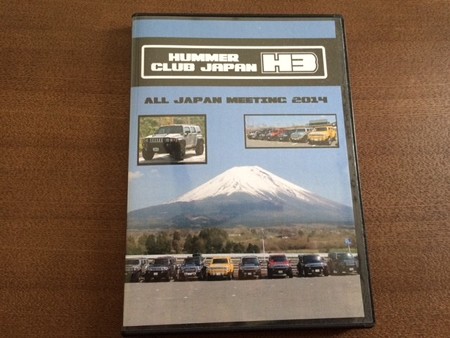 HUMMER
CLUB JAPAN H3
ALL JAPAN MEETING 2014